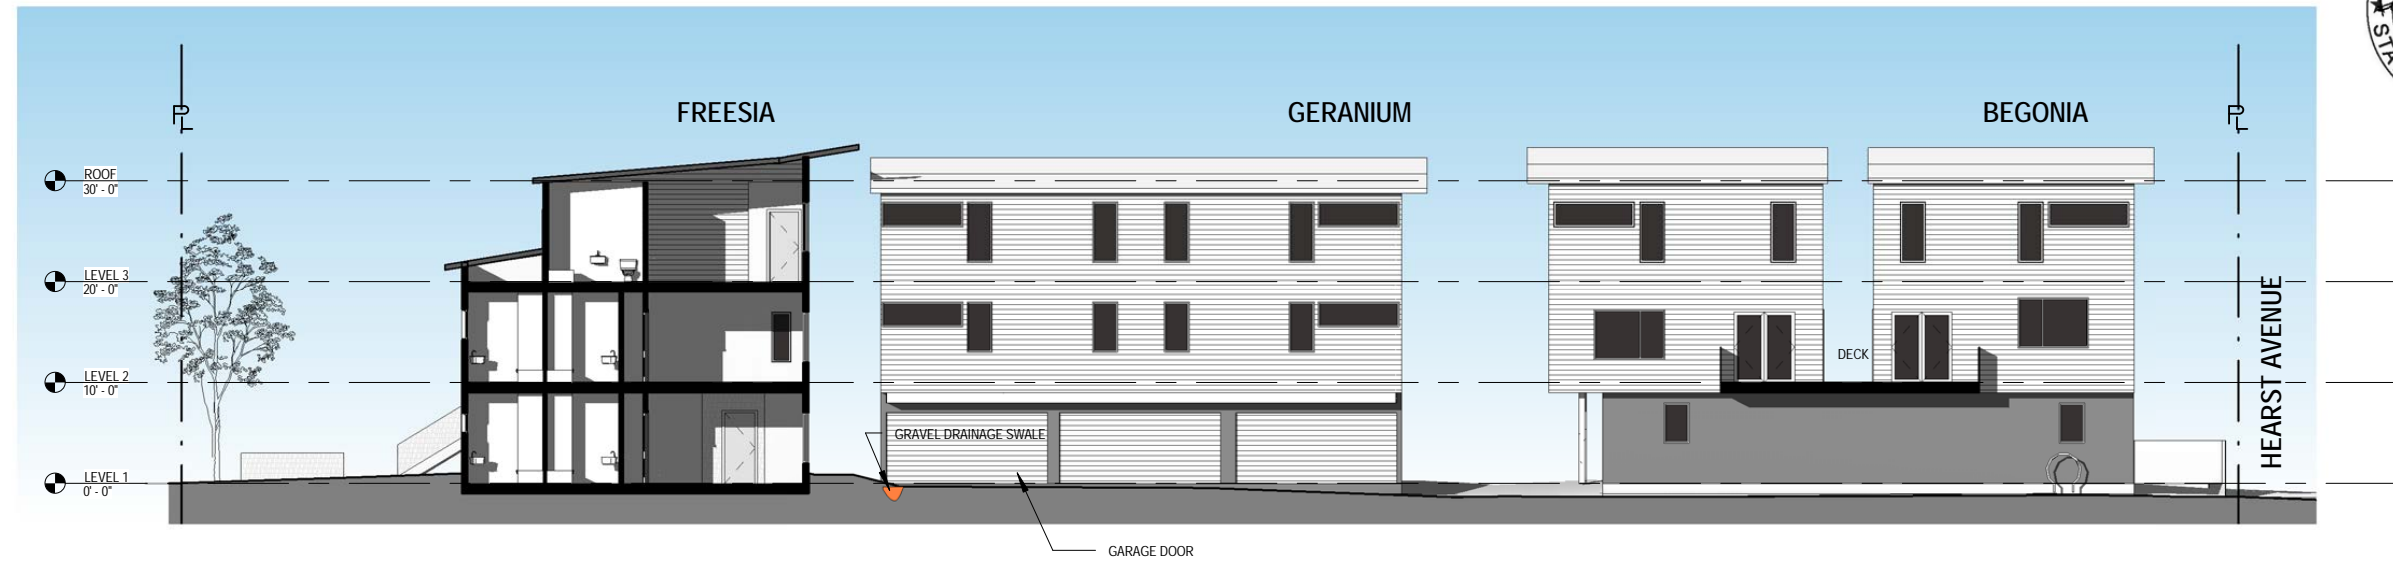 STA
FREESIA
GERANIUM
BEGONIA
PL
PL
ROOF
30' - 0"
LEVEL 3
20' - 0"
LEVEL 2
10' - 0"
LEVEL 1
0' - 0"
DECK
HEARST AVENUE
GRAVEL DRAINAGE SWALE
GARAGE DOOR